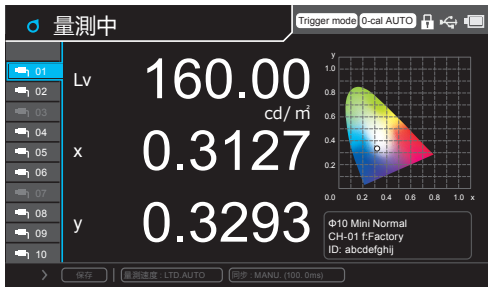 量測中
Trigger mode 0-cal AUTO
01
02
03
04
05
06
07
08
09
10
Lv 160.00
cd/㎡
x 0.3127
y 0.3293
y
1.0
0.8
0.6
0.4
0.2
0.0 0.2 0.4 0.6 0.8 1.0 x
Φ10 Mini Normal
CH-01 f:Factory
ID: abcdefghij
保存 量測速度 : LTD.AUTO 同步 : MANU. (100. 0ms)